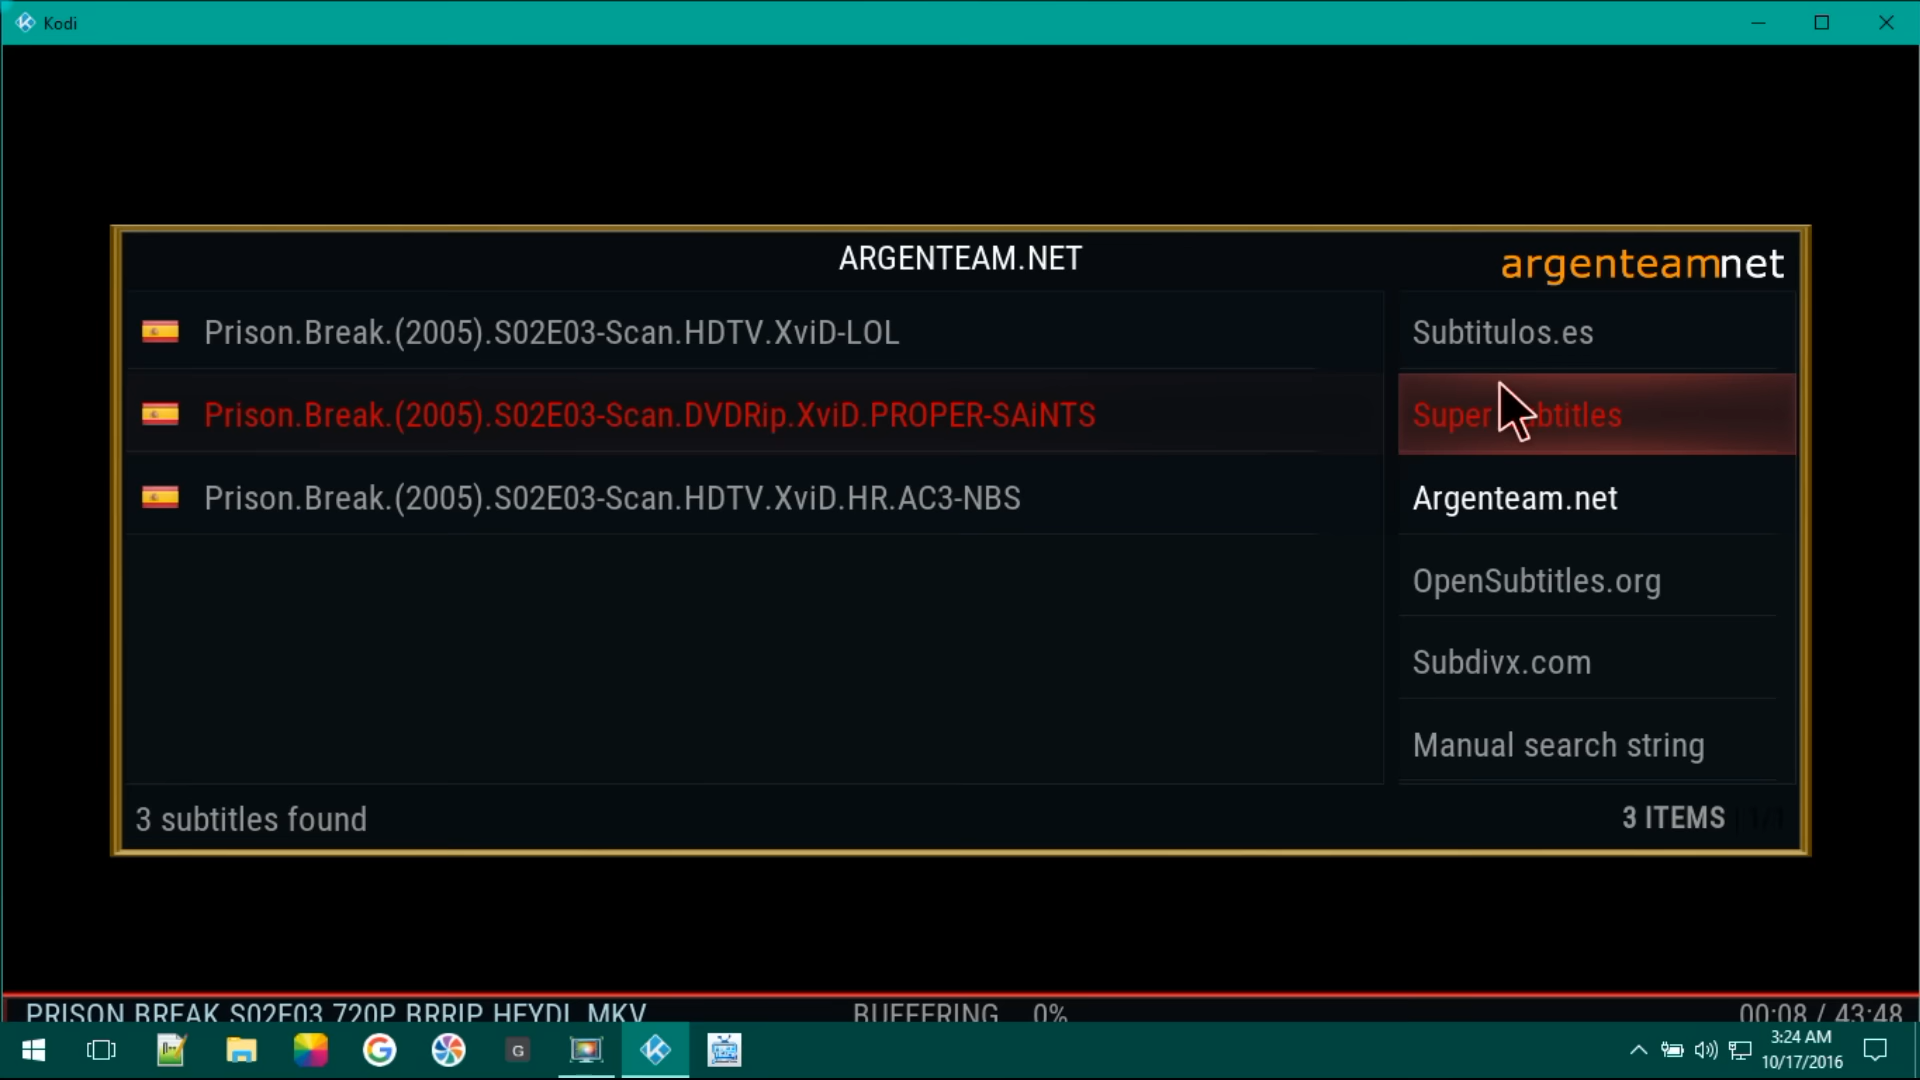 Kodi
ARGENTEAM.NET
argenteamnet
Prison.Break.(2005).S02E03-Scan.HDTV.XviD-LOL
Prison.Break.(2005).S02E03-Scan.DVDRip.XviD.PROPER-SAiNTS
Prison.Break.(2005).S02E03-Scan.HDTV.XviD.HR.AC3-NBS
Subtitulos.es
Super
Argenteam.net
OpenSubtitles.org
Subdivx.com
Manual search string
3 subtitles found
3 ITEMS
PRISON BREAK S02E03 720P BRRIP HEYDI MKV
BUFFERING 0%
00:08 / 43:48
G
G
3:24 AM
10/17/2016